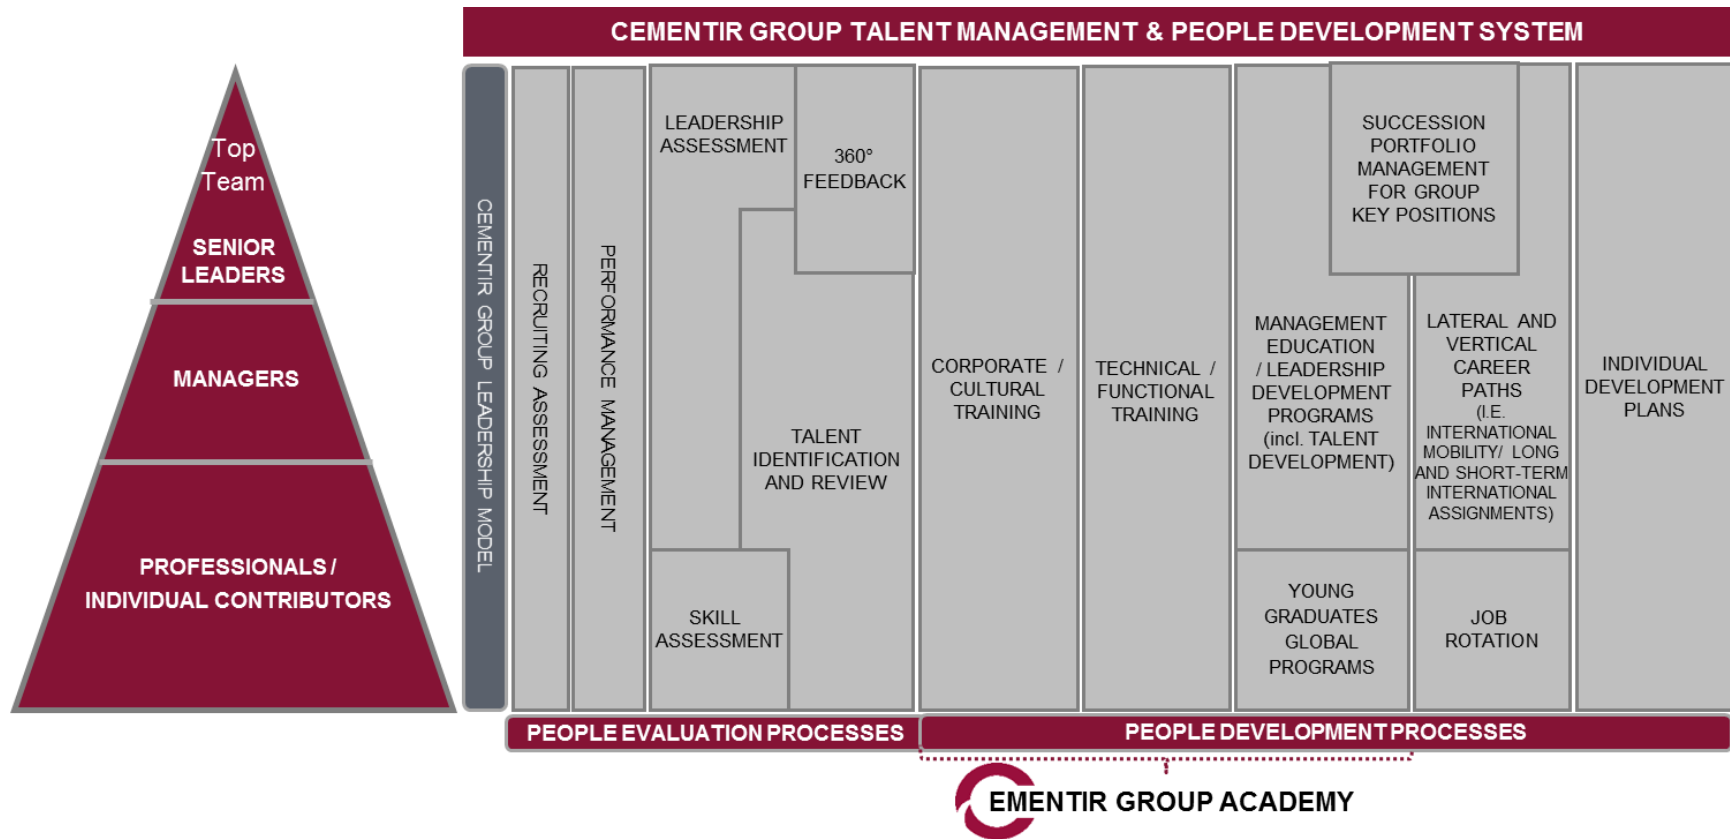 CEMENTIR GROUP TALENT MANAGEMENT & PEOPLE DEVELOPMENT SYSTEM
Top
Team
SENIOR
LEADERS
MANAGERS
PROFESSIONALS /
INDIVIDUAL CONTRIBUTORS
CEMENTIR GROUP LEADERSHIP MODEL
RECRUITING ASSESSMENT
PERFORMANCE MANAGEMENT
LEADERSHIP
ASSESSMENT
360°
FEEDBACK
TALENT
IDENTIFICATION
AND REVIEW
SKILL
ASSESSMENT
CORPORATE /
CULTURAL
TRAINING
TECHNICAL /
FUNCTIONAL
TRAINING
SUCCESSION
PORTFOLIO
MANAGEMENT
FOR GROUP
KEY POSITIONS
MANAGEMENT
EDUCATION
/ LEADERSHIP
DEVELOPMENT
PROGRAMS
(incl. TALENT
DEVELOPMENT)
LATERAL AND
VERTICAL
CAREER
PATHS
(I.E.
INTERNATIONAL
MOBILITY/ LONG
AND SHORT-TERM
INTERNATIONAL
ASSIGNMENTS)
YOUNG
GRADUATES
GLOBAL
PROGRAMS
JOB
ROTATION
INDIVIDUAL
DEVELOPMENT
PLANS
PEOPLE EVALUATION PROCESSES
PEOPLE DEVELOPMENT PROCESSES
CEMENTIR GROUP ACADEMY